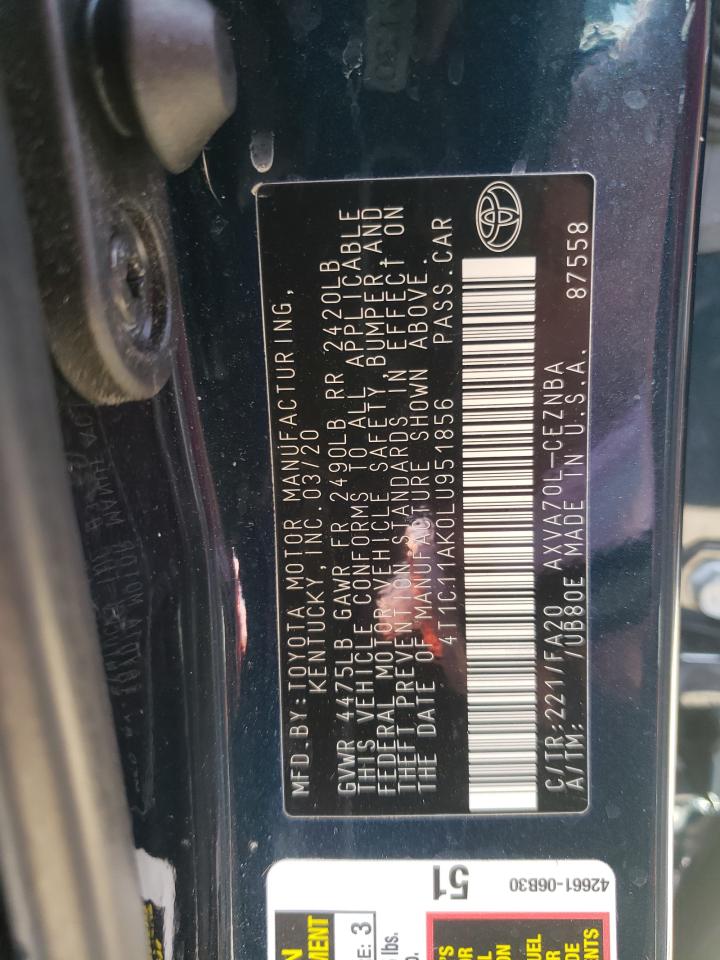 MFD.BY:TOYOTA MOTOR MANUFACTURING,
KENTUCKY,INC.03/20
GVWR 4475LB GAWR FR 2490LB RR 2420LB
THIS VEHICLE CONFORMS TO ALL APPLICABLE
FEDERAL MOTOR VEHICLE SAFETY, BUMPER,AND
THEFT PREVENTION STANDARDS IN EFFECT ON
THE DATE OF MANUFACTURE SHOWN ABOVE.
4T1C11AK0LU951856 PASS.CAR
C/TR:221/FA20 AXVA70L-CEZNBA
A/TM: /UB80E MADE IN U.S.A. 87558
51
42661-06B30